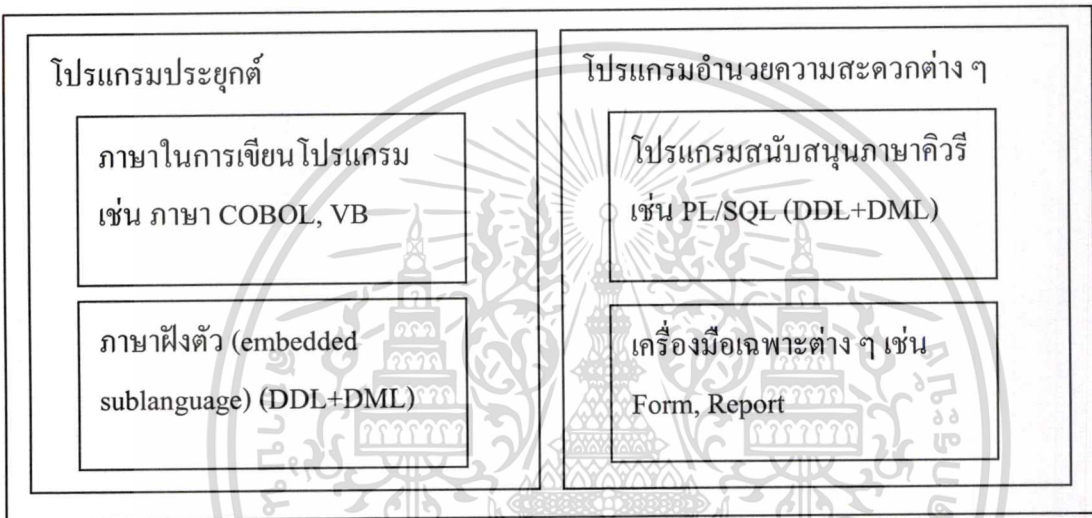 โปรแกรมประยุกต์
ภาษาในการเขียนโปรแกรม
เช่น ภาษา COBOL, VB
ภาษาฝังตัว (embedded
sublanguage) (DDL+DML)
โปรแกรมอำนวยความสะดวกต่าง ๆ
โปรแกรมสนับสนุนภาษาคิวรี
เช่น PL/SQL (DDL+DML)
เครื่องมือเฉพาะต่าง ๆ เช่น
Form, Report